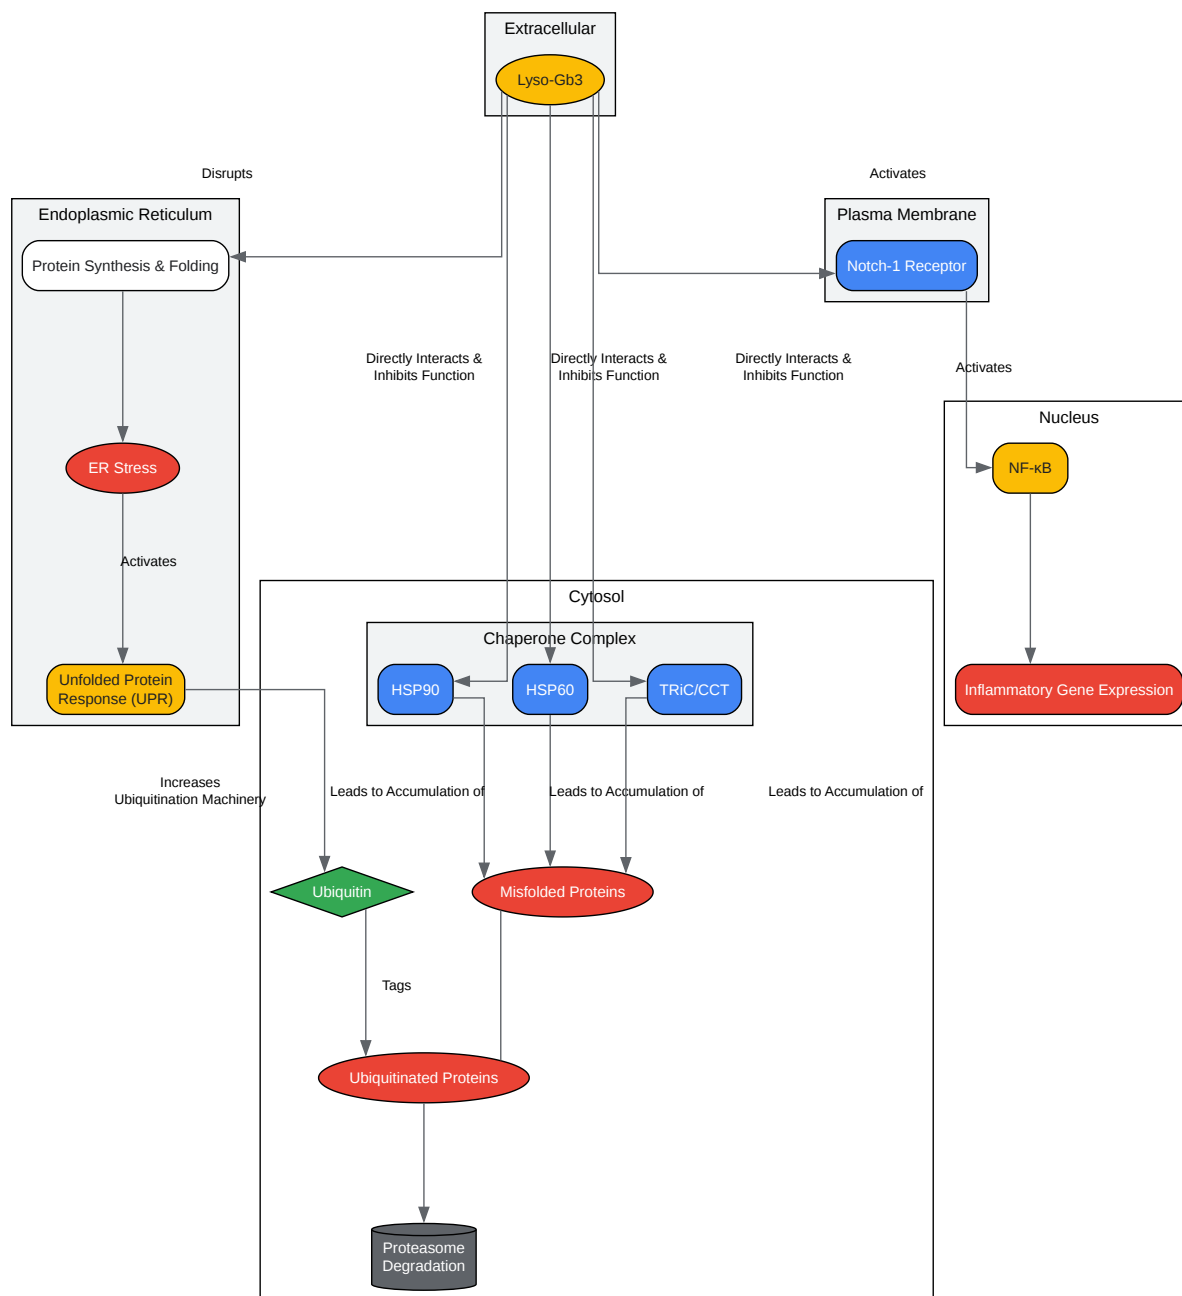 Extracellular
Lyso-Gb3
Disrupts
Activates
Endoplasmic Reticulum
Plasma Membrane
Protein Synthesis & Folding
Notch-1 Receptor
Directly Interacts &
Inhibits Function
Directly Interacts &
Inhibits Function
Directly Interacts &
Inhibits Function
Activates
Nucleus
ER Stress
NF-κB
Activates
Cytosol
Chaperone Complex
Unfolded Protein
Response (UPR)
HSP90
HSP60
TRiC/CCT
Inflammatory Gene Expression
Increases
Ubiquitination Machinery
Leads to Accumulation of
Leads to Accumulation of
Leads to Accumulation of
Ubiquitin
Misfolded Proteins
Tags
Ubiquitinated Proteins
Proteasome
Degradation